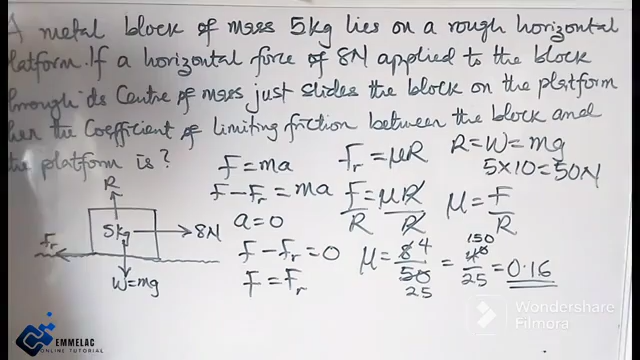 A metal block of mass 5kg lies on a rough horizontal
platform. If a horizontal force of 8N applied to the block
through its Centre of mass just slides the block on the platform
then the Coefficient of limiting friction between the block and
the platform is?
F = ma
Fr = μR
R = W = mg
5×10 = 50N
F - Fr = ma
F/R = μR/R
μ = F/R
a = 0
F - Fr = 0
F = Fr
μ = 8 4/50 25 = 150 40/25 = 0.16
R
5kg
8N
Fr
W = mg
EMMELAC
ONLINE TUTORIAL
Wondershare
Filmora